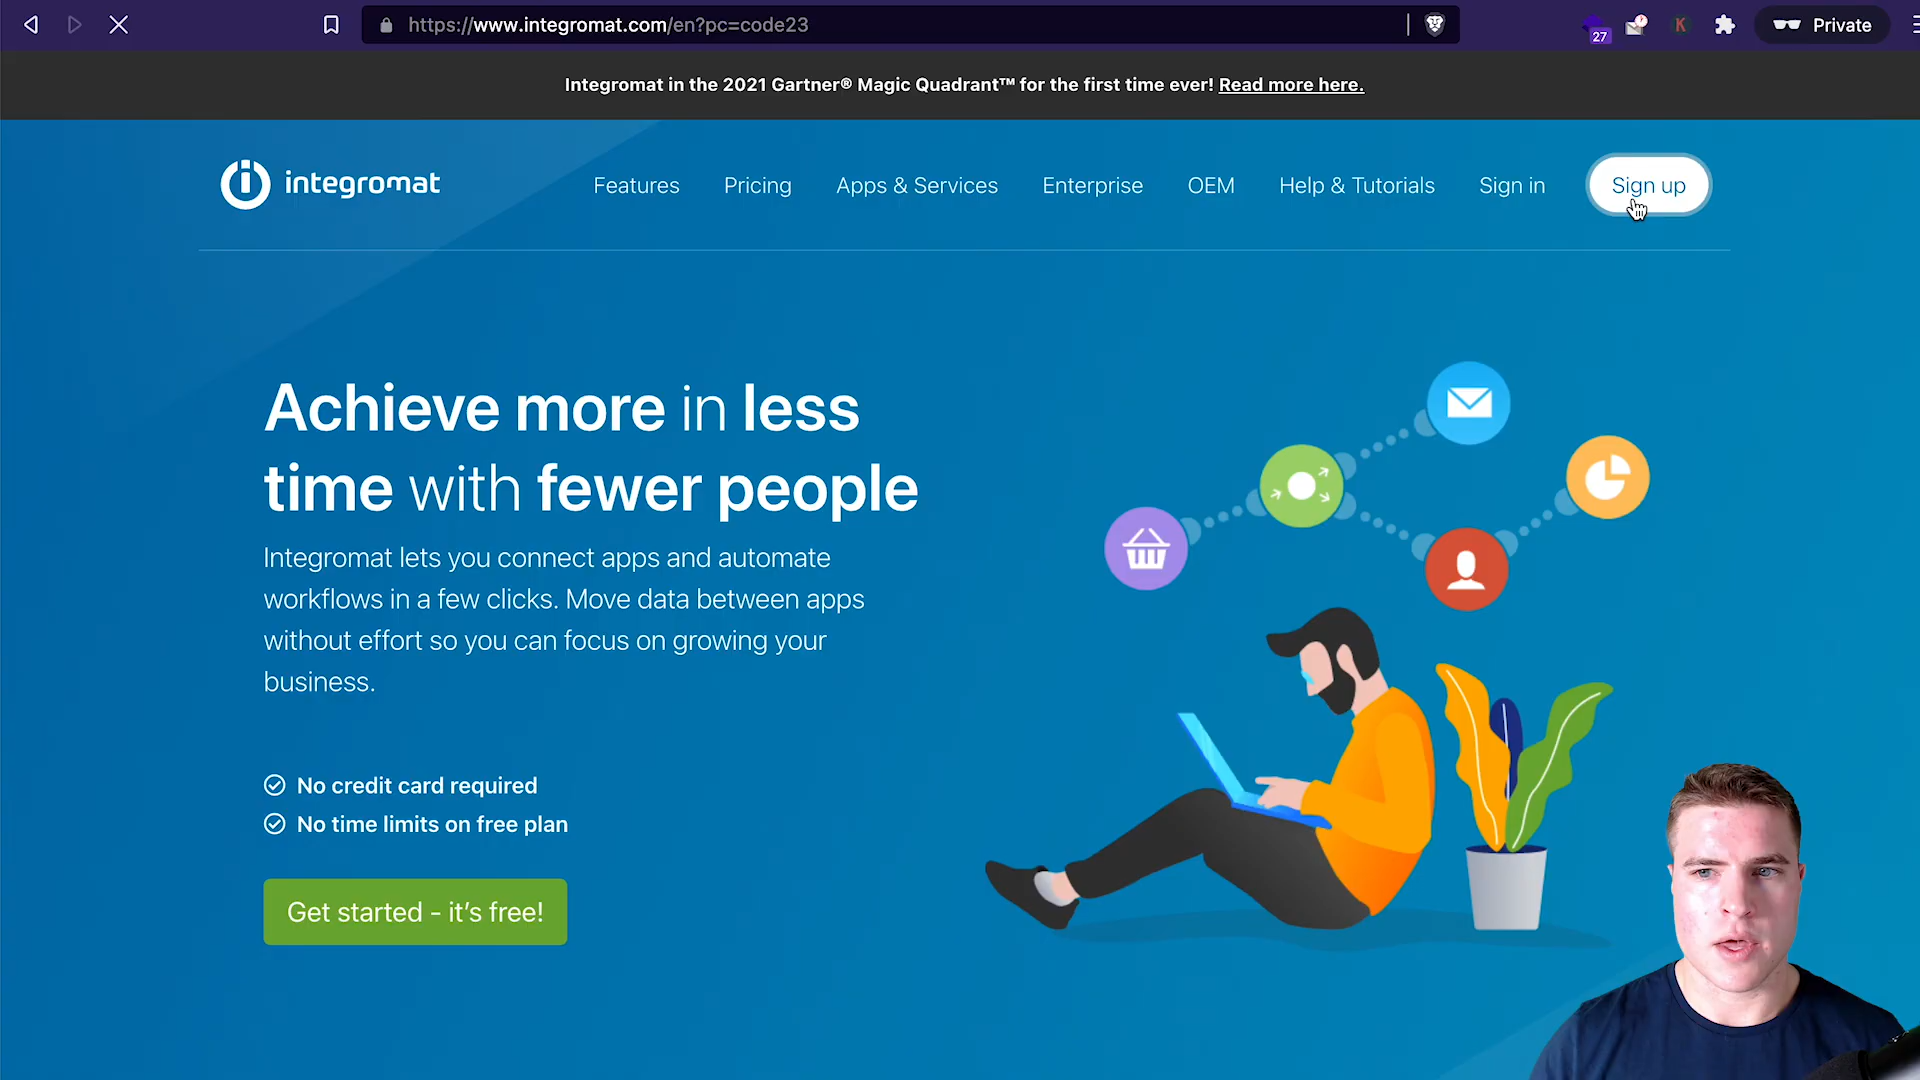 https://www.integromat.com/en?pc=code23
27
K
Private
Integromat in the 2021 Gartner® Magic Quadrant™ for the first time ever! Read more here.
integromat
Features
Pricing
Apps & Services
Enterprise
OEM
Help & Tutorials
Sign in
Sign up
Achieve more in less
time with fewer people
Integromat lets you connect apps and automate
workflows in a few clicks. Move data between apps
without effort so you can focus on growing your
business.
No credit card required
No time limits on free plan
Get started - it's free!